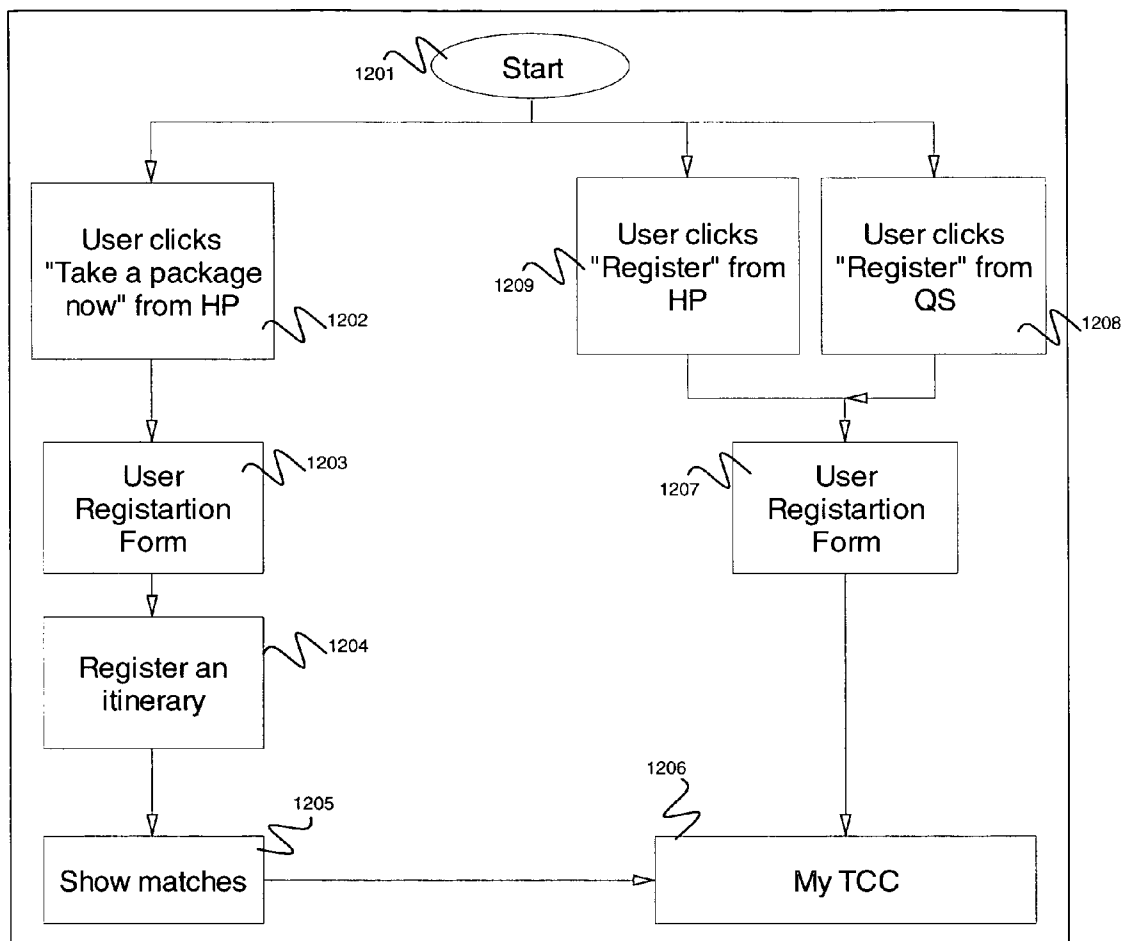 1201
Start
User clicks
"Take a package
now" from HP
1202
User clicks
"Register" from
HP
1209
User clicks
"Register" from
QS
1208
User
Registartion
Form
1203
User
Registartion
Form
1207
Register an
itinerary
1204
Show matches
1205
My TCC
1206